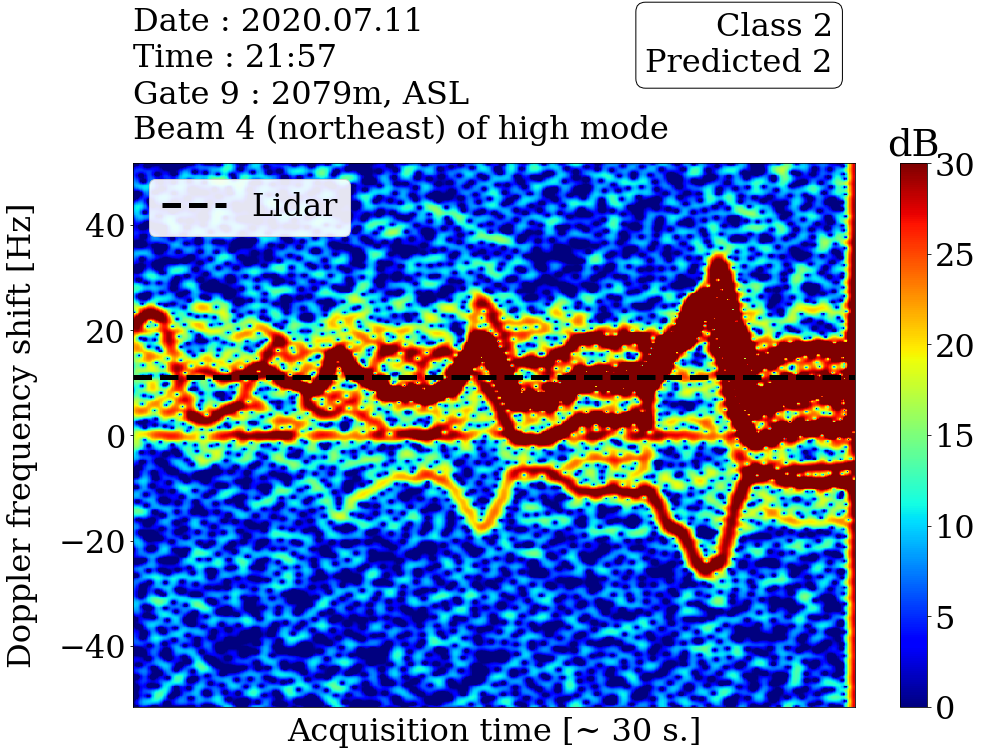 Date : 2020.07.11
Time : 21:57
Gate 9 : 2079m, ASL
Beam 4 (northeast) of high mode
Class 2
Predicted 2
dB
Lidar
Doppler frequency shift [Hz]
40
20
0
−20
−40
Acquisition time [~ 30 s.]
30
25
20
15
10
5
0